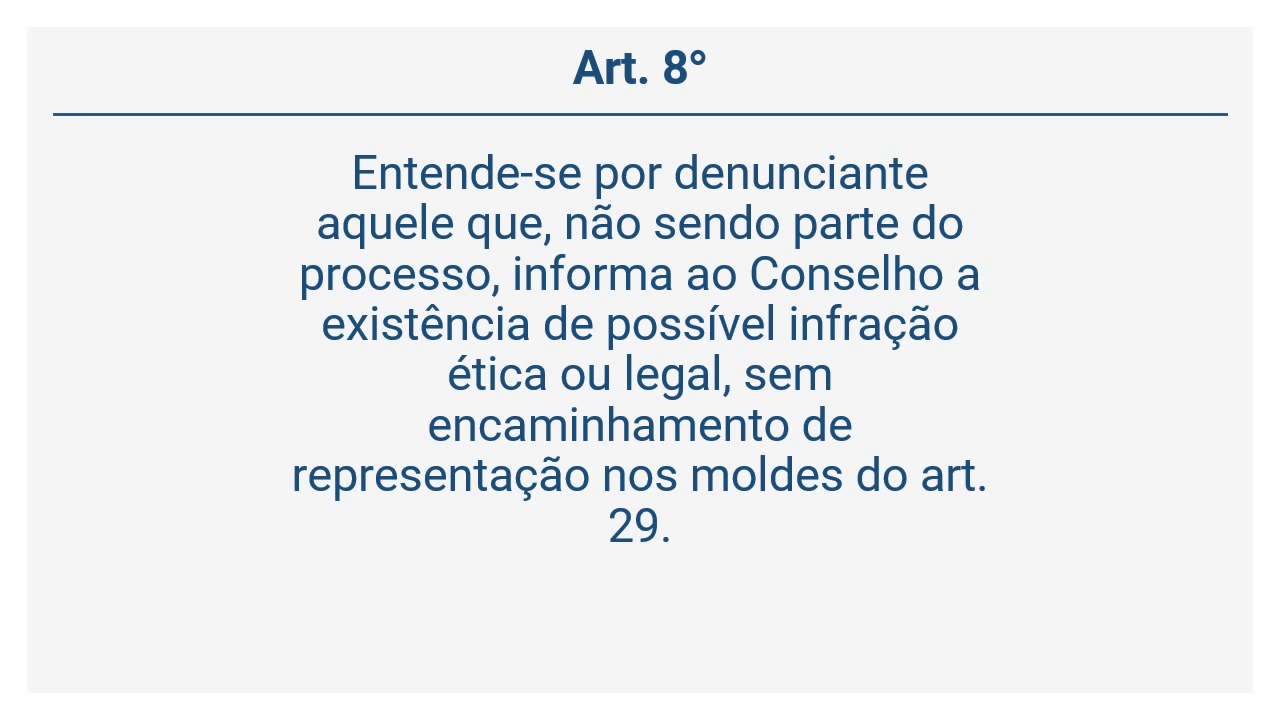 Art. 8°
Entende-se por denunciante
aquele que, não sendo parte do
processo, informa ao Conselho a
existência de possível infração
ética ou legal, sem
encaminhamento de
representação nos moldes do art.
29.